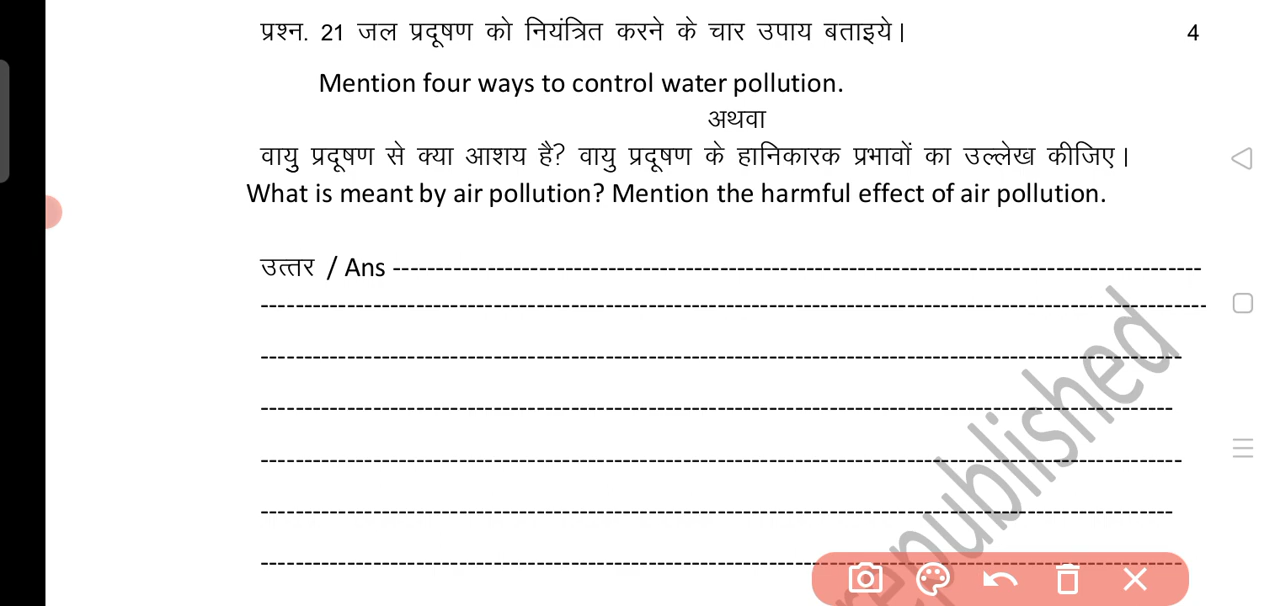 प्रश्न. 21 जल प्रदूषण को नियंत्रित करने के चार उपाय बताइये। 4
Mention four ways to control water pollution.
अथवा
वायु प्रदूषण से क्या आशय है? वायु प्रदूषण के हानिकारक प्रभावों का उल्लेख कीजिए।
What is meant by air pollution? Mention the harmful effect of air pollution.
उत्तर / Ans ----------------------------------------------------------------------------------------------
republished